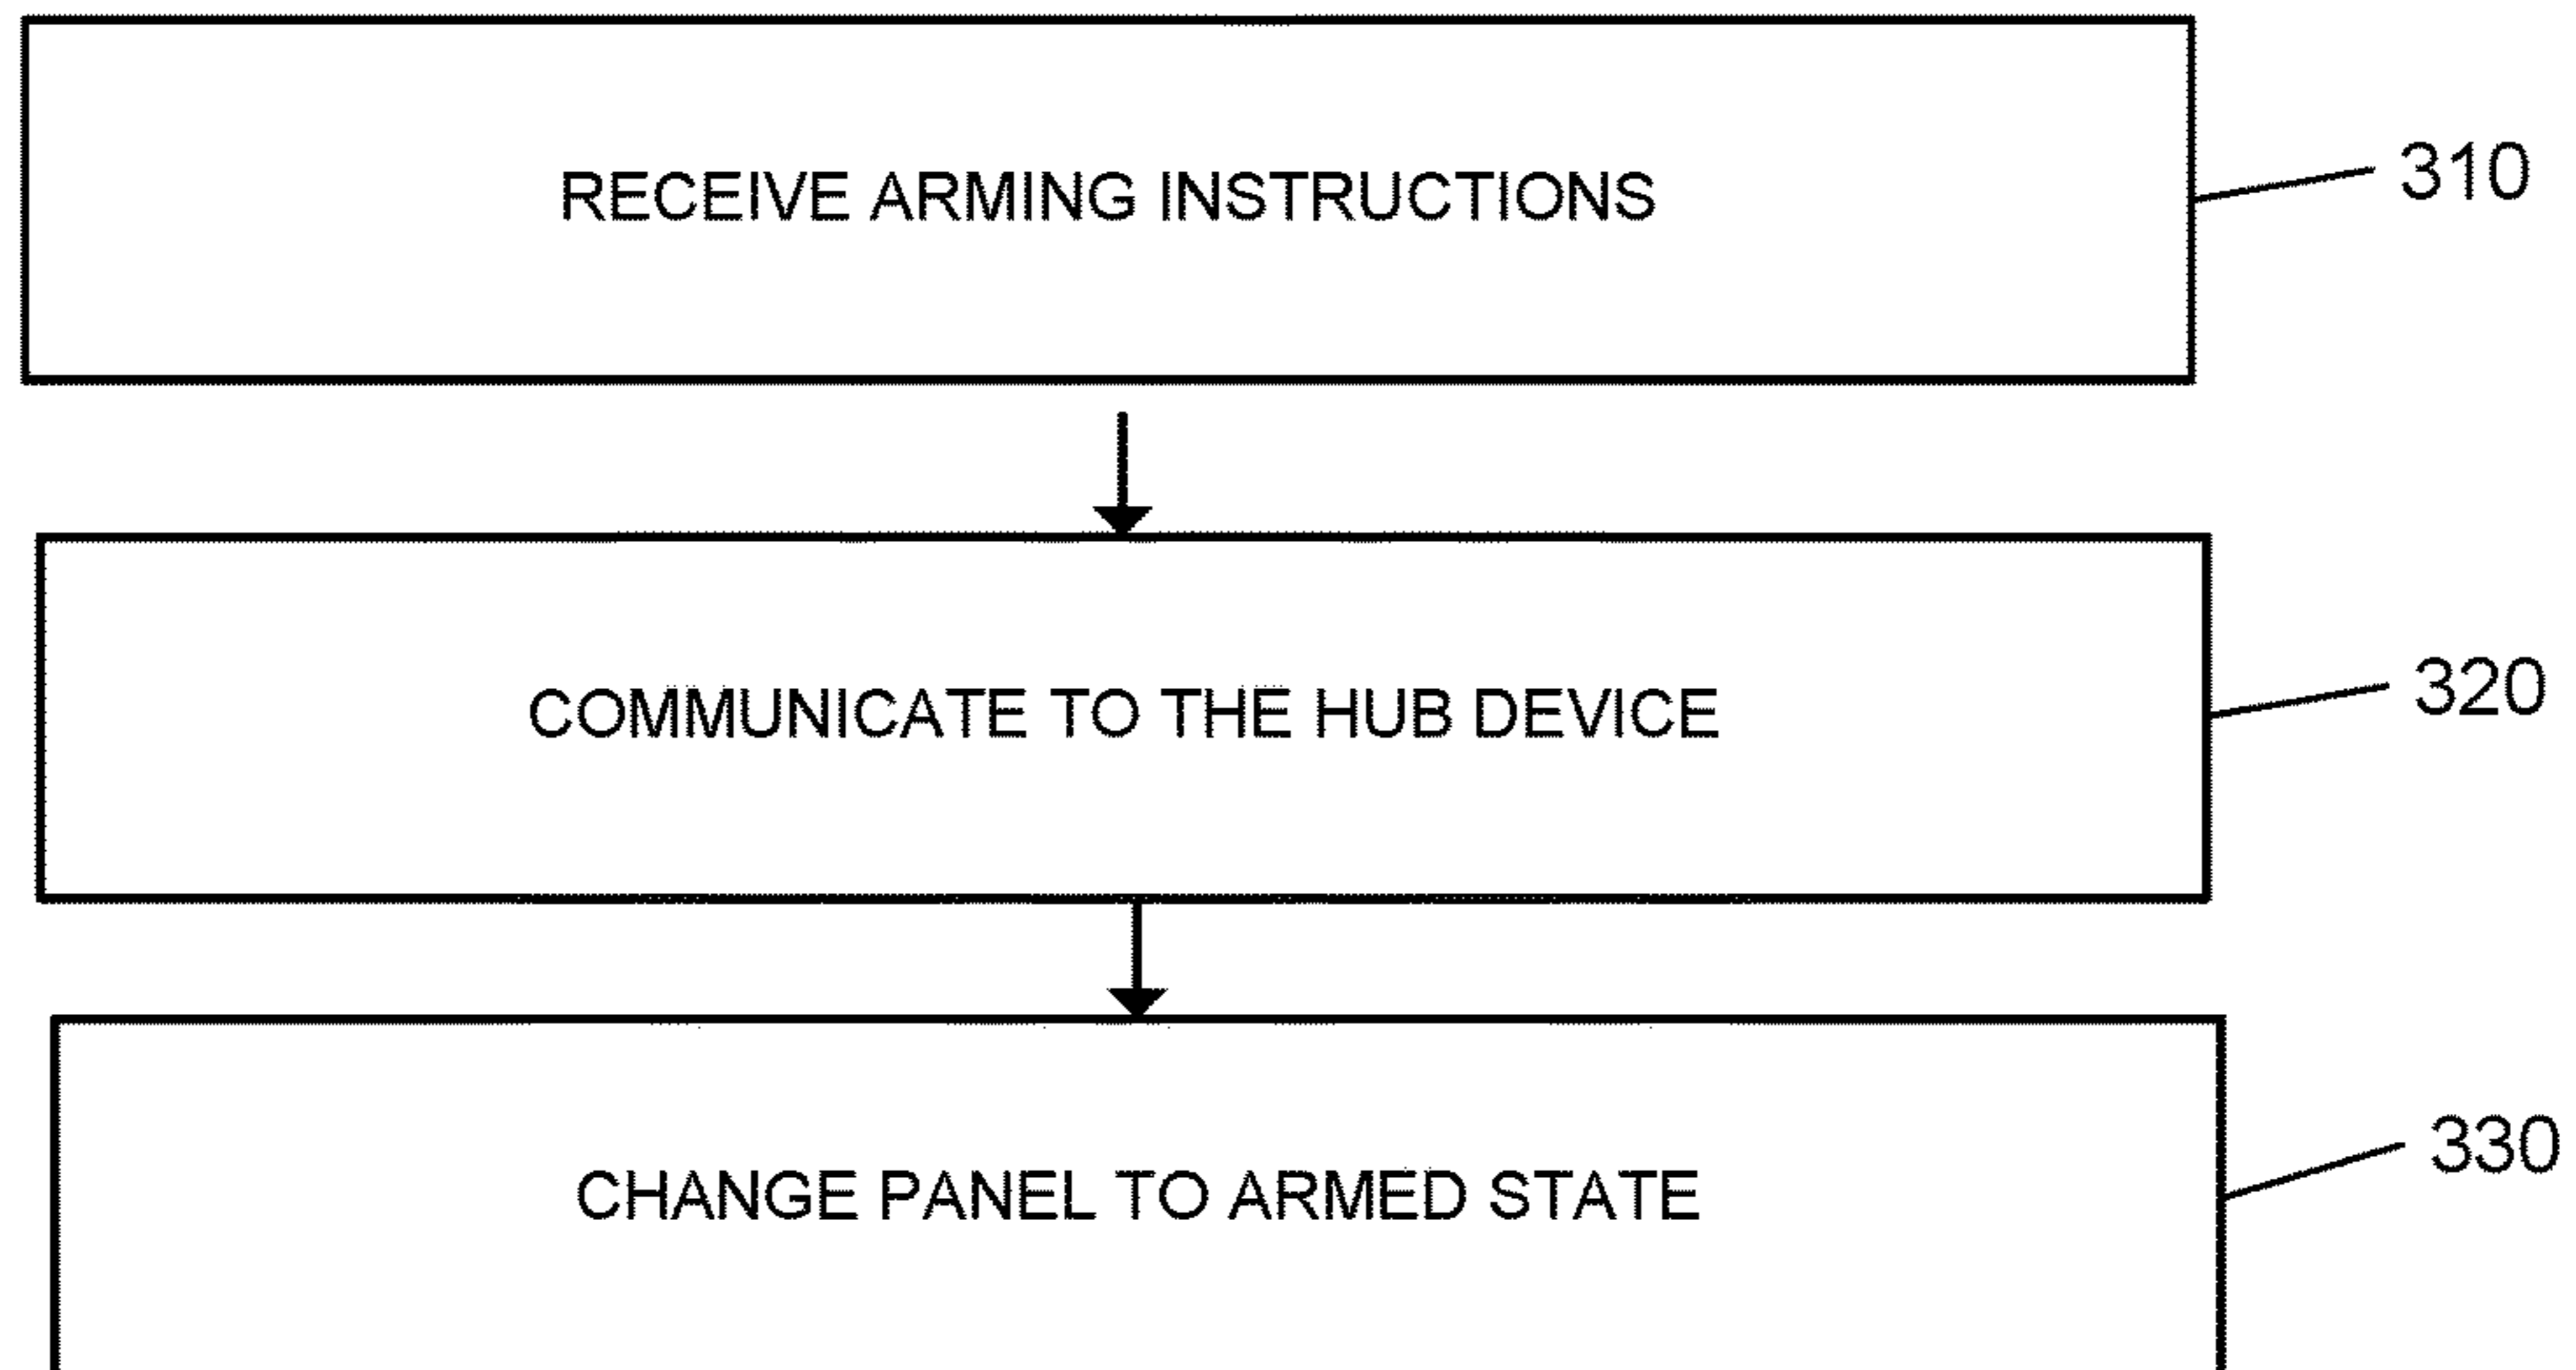 RECEIVE ARMING INSTRUCTIONS
310
COMMUNICATE TO THE HUB DEVICE
320
CHANGE PANEL TO ARMED STATE
330